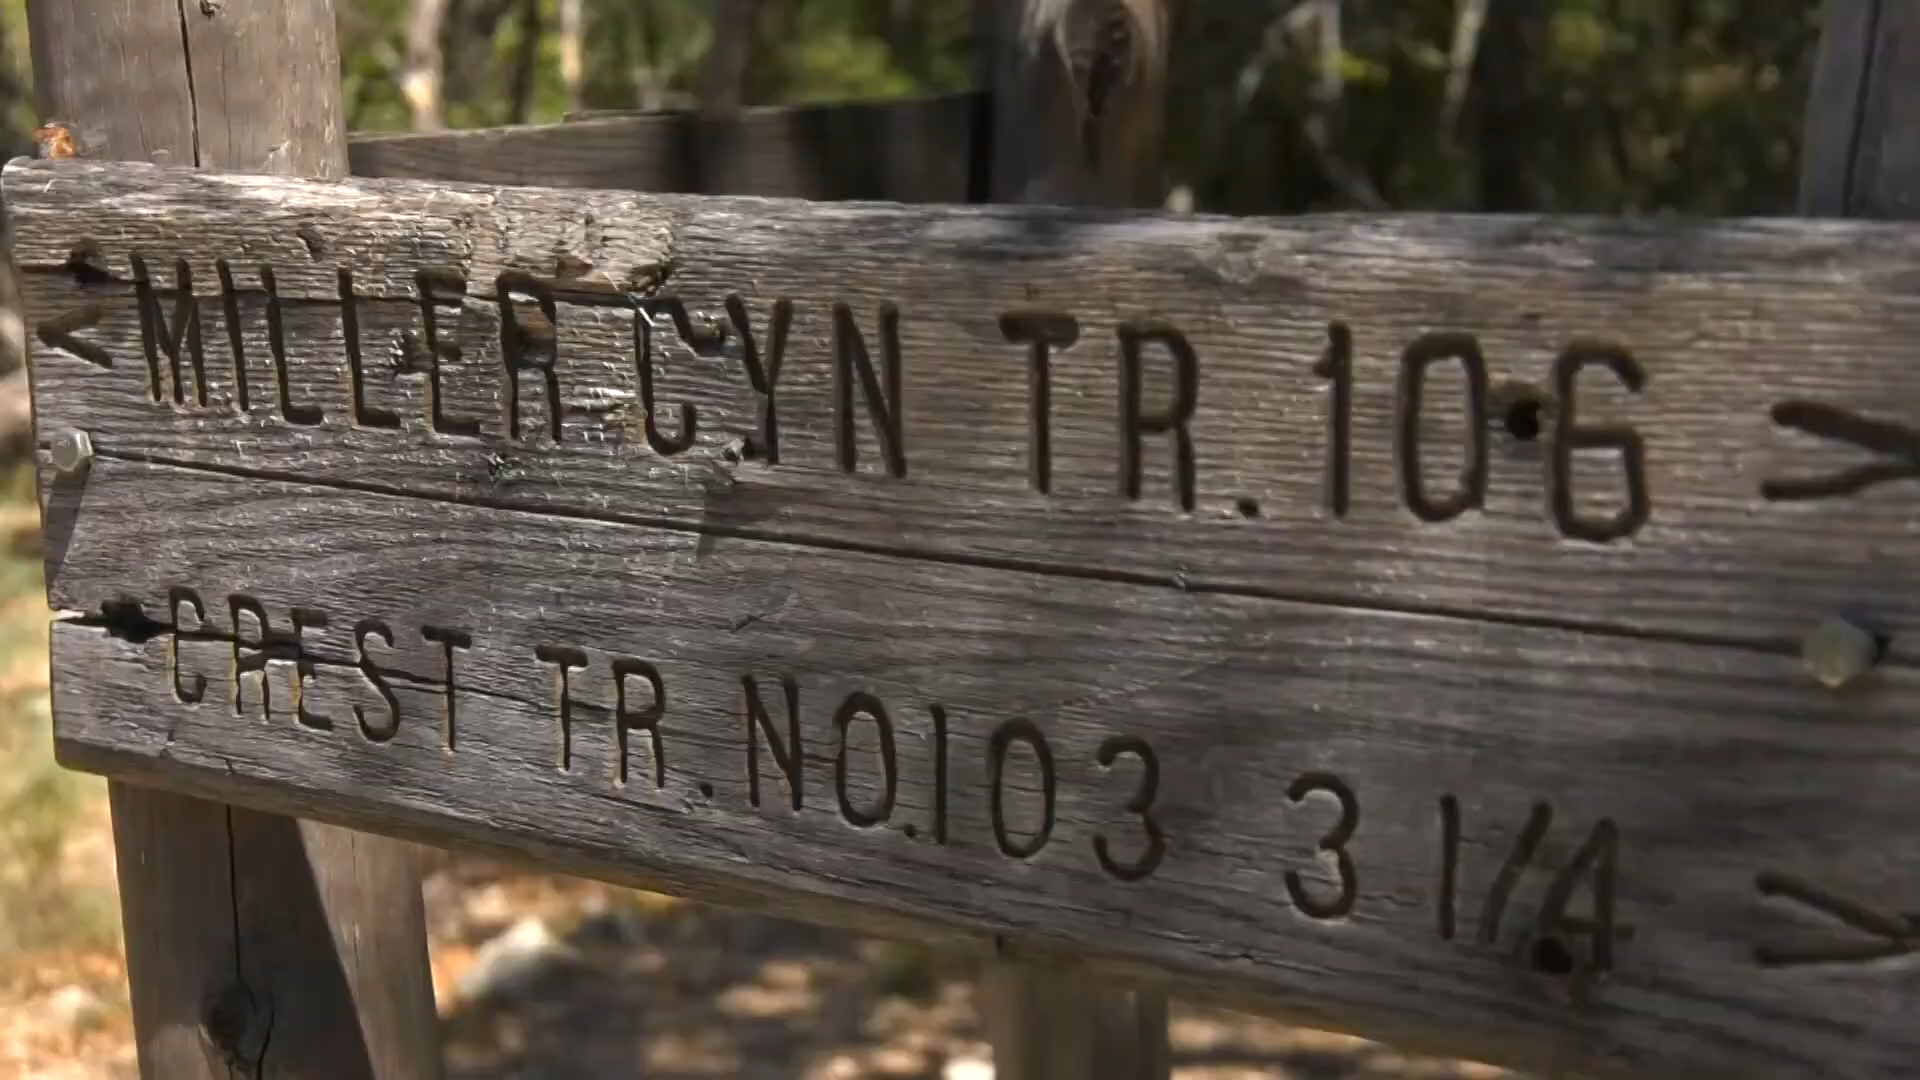 < MILLER CYN TR. 106 >
CREST TR. NO.103 3 1/4 >